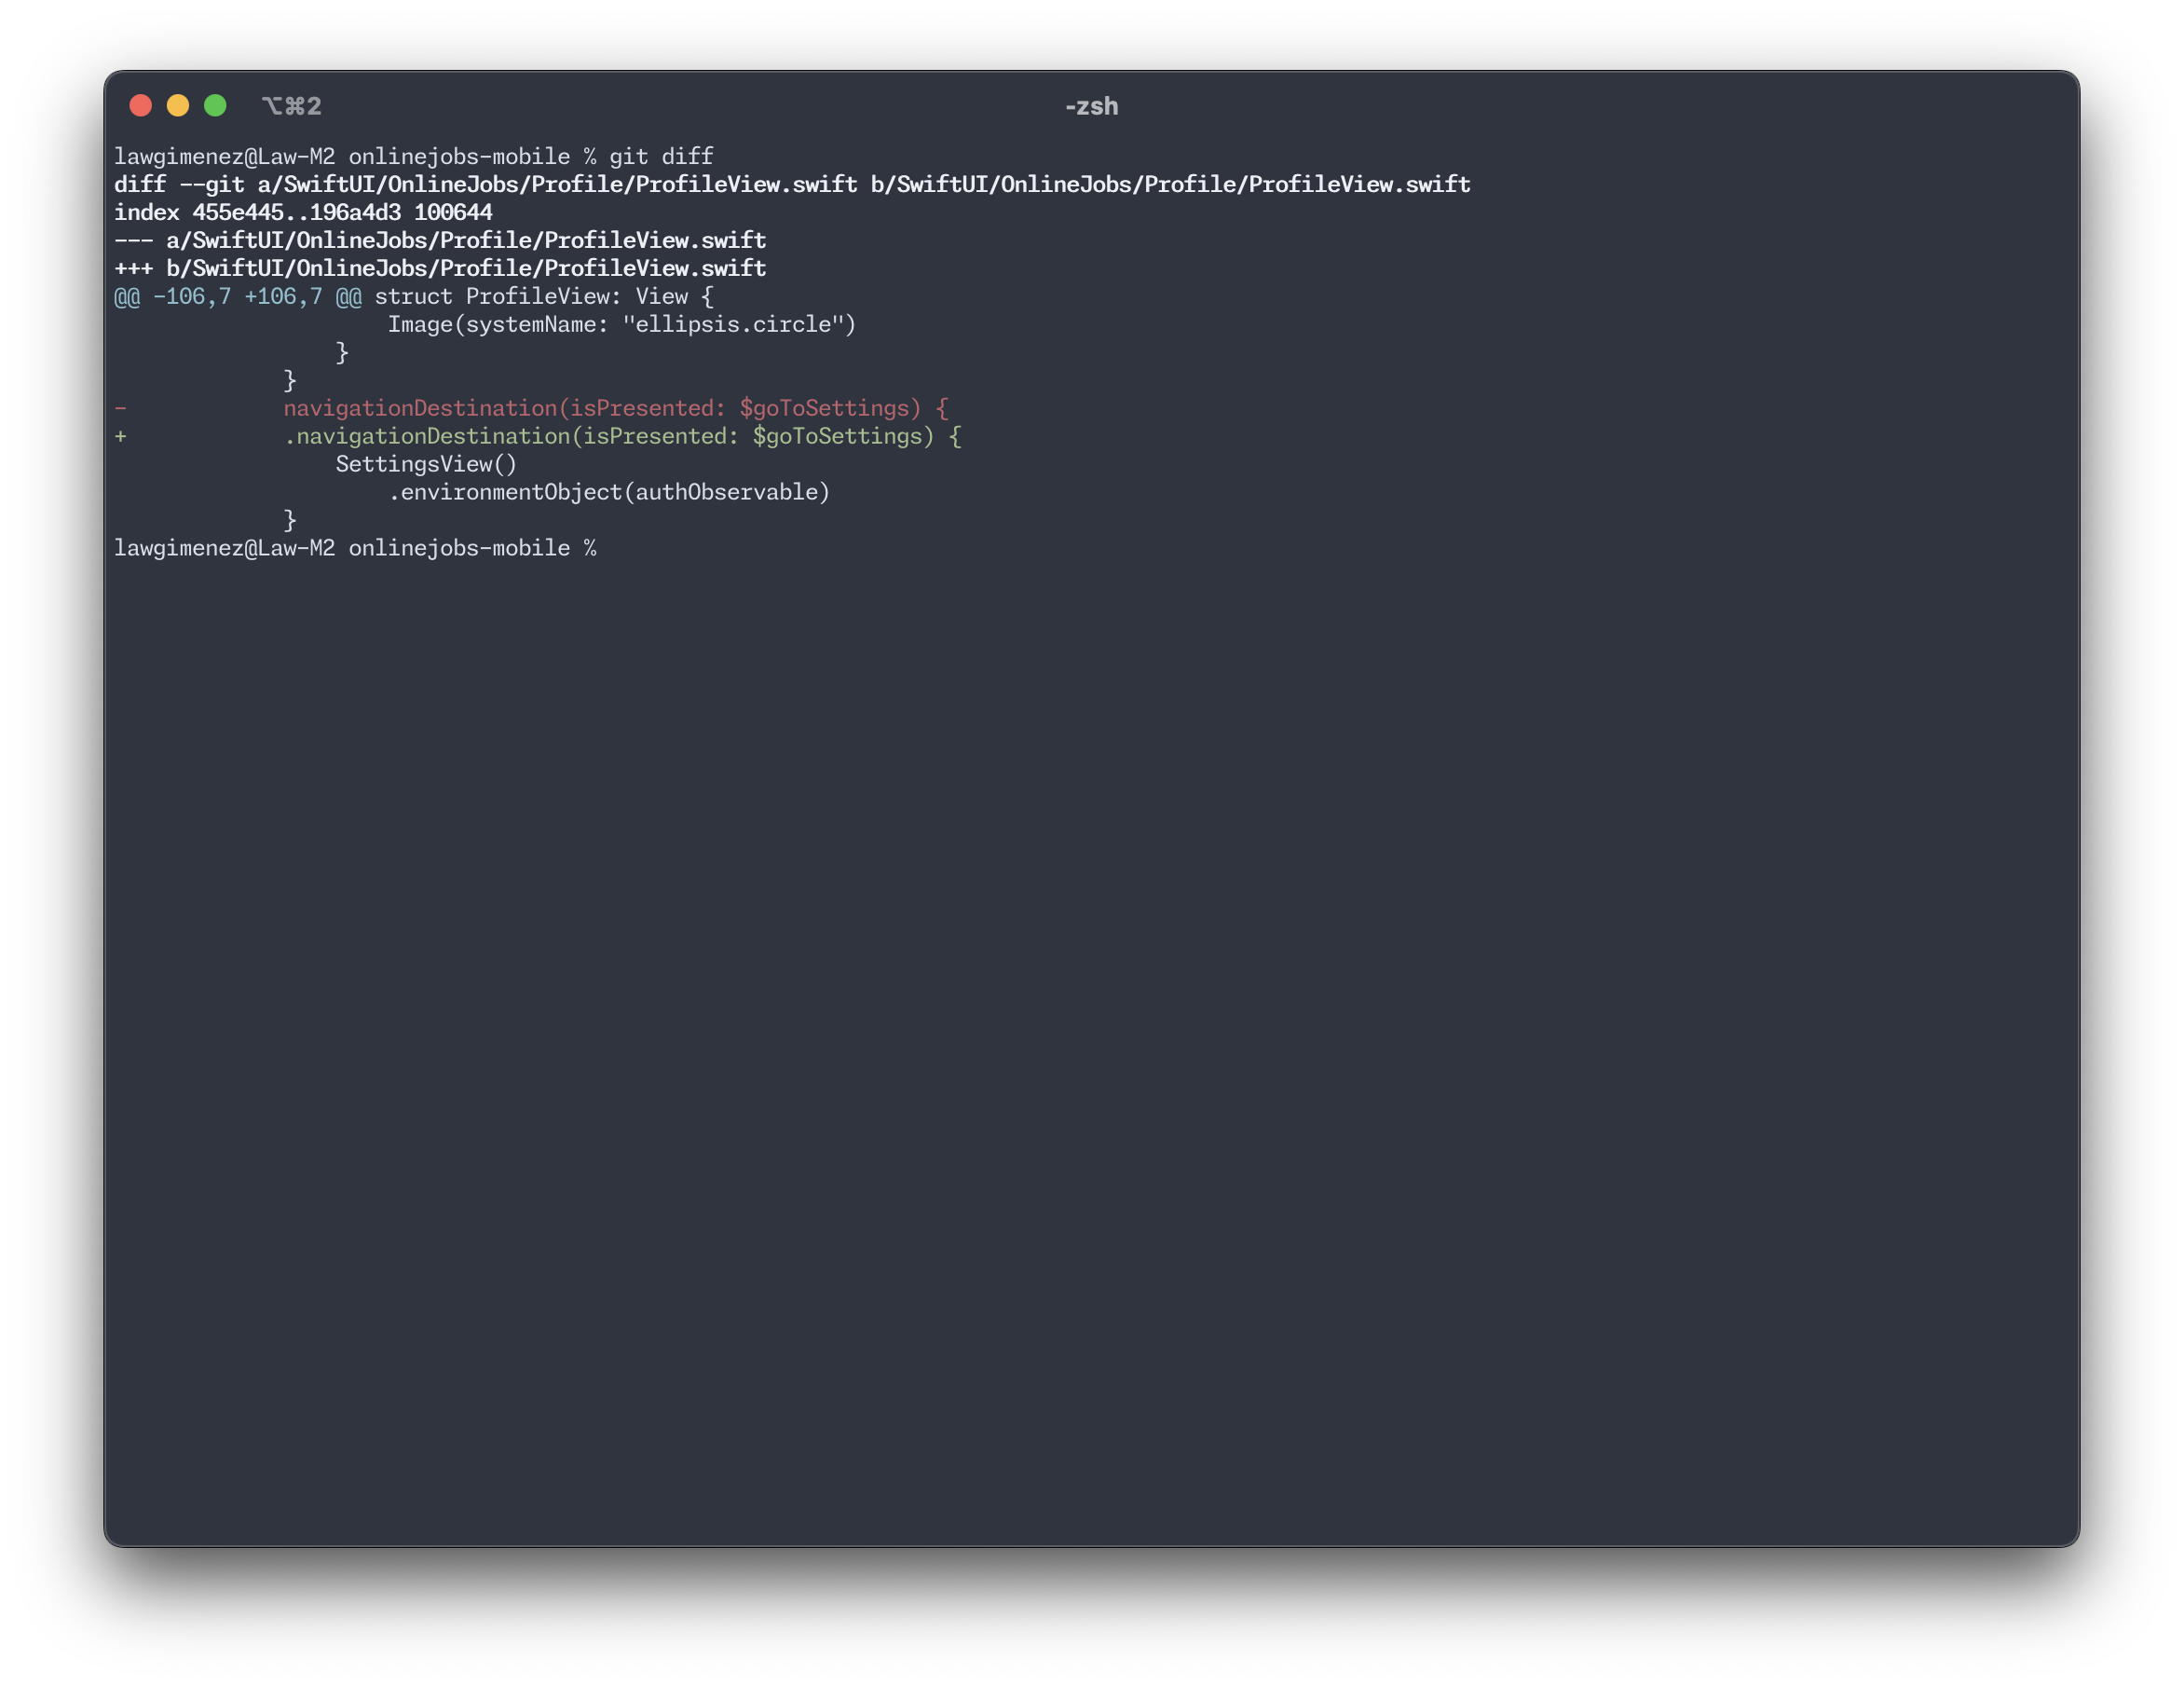 ⌥⌘2
-zsh
lawgimenez@Law-M2 onlinejobs-mobile % git diff
diff --git a/SwiftUI/OnlineJobs/Profile/ProfileView.swift b/SwiftUI/OnlineJobs/Profile/ProfileView.swift
index 455e445..196a4d3 100644
--- a/SwiftUI/OnlineJobs/Profile/ProfileView.swift
+++ b/SwiftUI/OnlineJobs/Profile/ProfileView.swift
@@ -106,7 +106,7 @@ struct ProfileView: View {
                     Image(systemName: "ellipsis.circle")
                 }
             }
-            navigationDestination(isPresented: $goToSettings) {
+            .navigationDestination(isPresented: $goToSettings) {
                 SettingsView()
                     .environmentObject(authObservable)
             }
lawgimenez@Law-M2 onlinejobs-mobile %